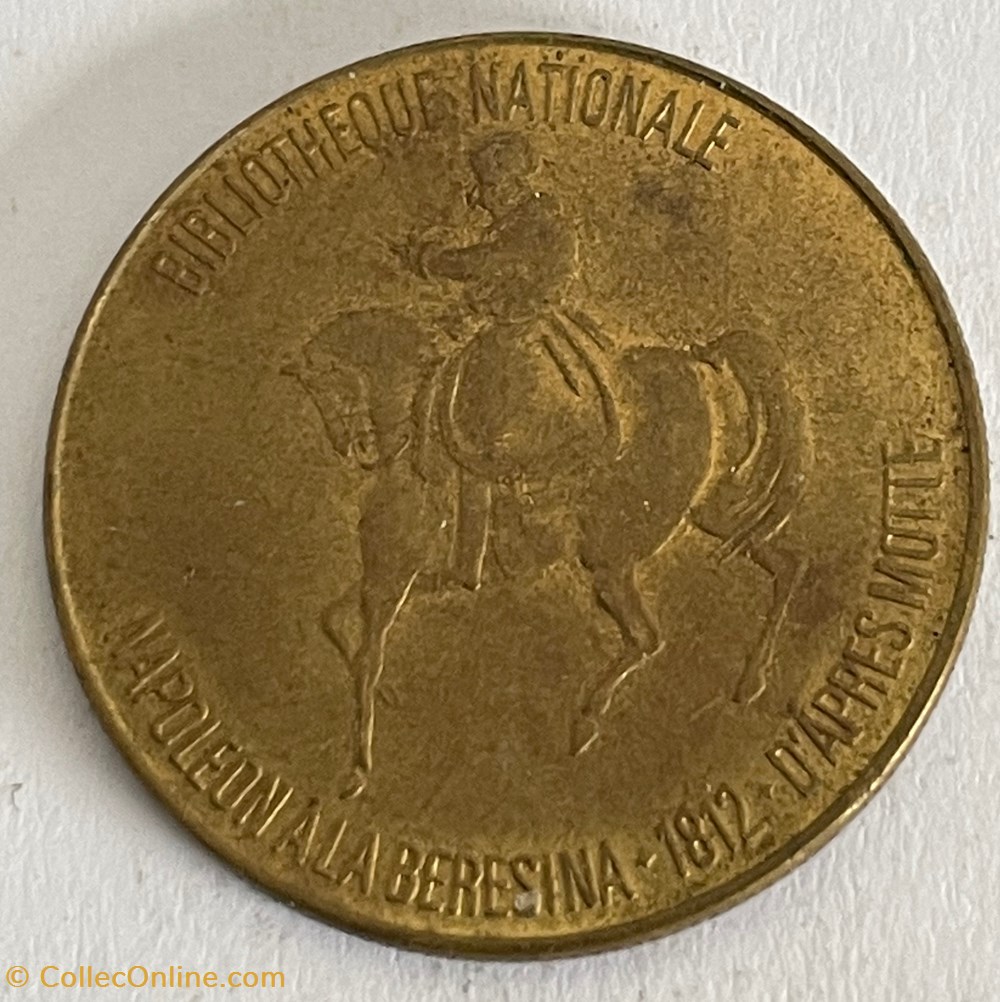 BIBLIOTHEQUE NATIONALE
NAPOLEON A LA BERESINA · 1812 · D'APRES MOTTE
© CollecOnline.com